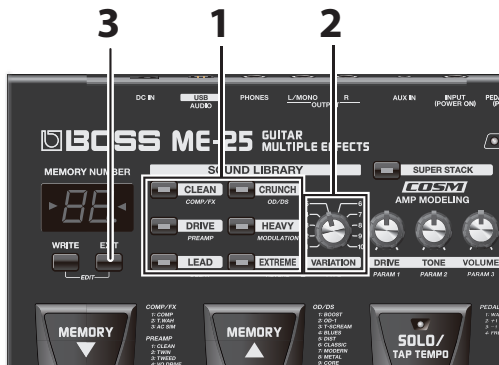 3 1 2
DC IN
USB
AUDIO
PHONES
L/MONO R
OUTPUT
AUX IN
INPUT
(POWER ON)
BOSS ME-25 GUITAR
MULTIPLE EFFECTS
MEMORY NUMBER
SOUND LIBRARY
SUPER STACK
CLEAN
CRUNCH
COMP/FX
OD/DS
COSM
AMP MODELING
DRIVE
HEAVY
PREAMP
MODULATION
WRITE
EXIT
EDIT
LEAD
EXTREME
VARIATION
6
7
8
9
10
DRIVE
TONE
VOLUME
PARAM 1
PARAM 2
PARAM 3
MEMORY
COMP/FX
1: COMP
2: T.WAH
3: AC SIM
PREAMP
1: CLEAN
2: TWIN
3: TWEED
MEMORY
OD/DS
1: BOOST
2: OD-1
3: T-SCREAM
4: BLUES
5: DIST
6: CLASSIC
7: MODERN
8: METAL
9: CORE
SOLO/
TAP TEMPO